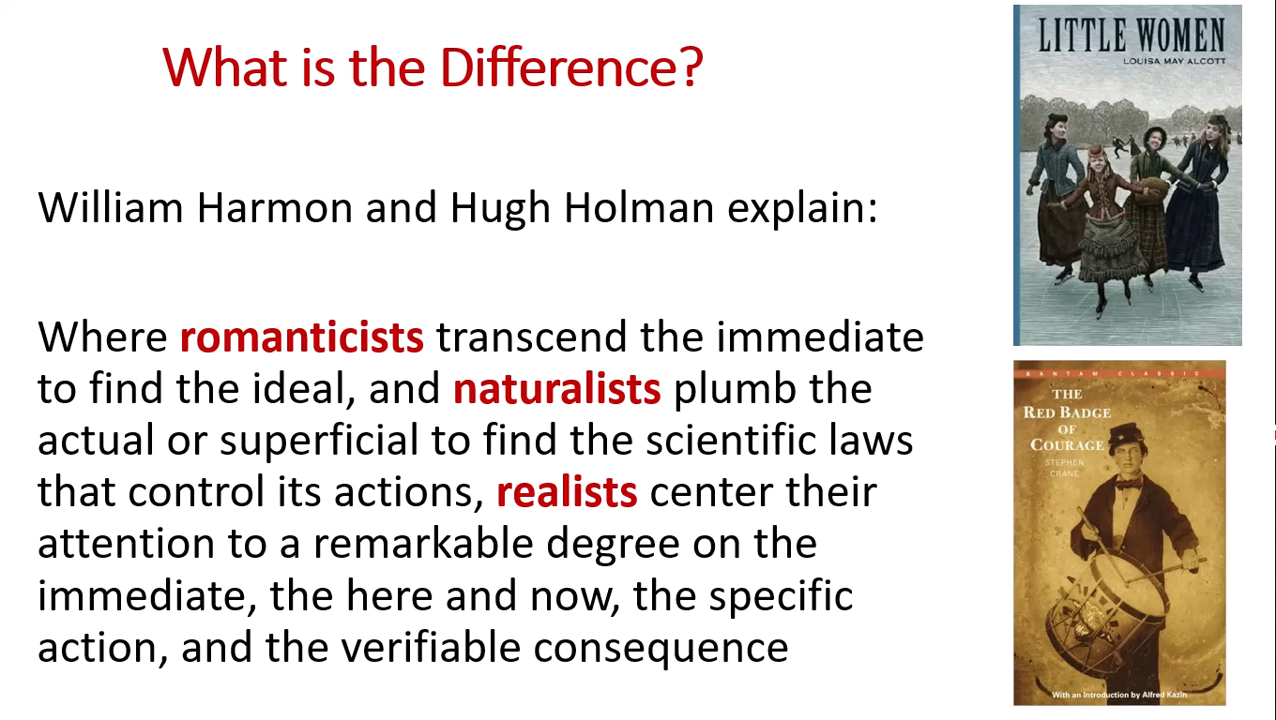 What is the Difference?
William Harmon and Hugh Holman explain:
Where romanticists transcend the immediate
to find the ideal, and naturalists plumb the
actual or superficial to find the scientific laws
that control its actions, realists center their
attention to a remarkable degree on the
immediate, the here and now, the specific
action, and the verifiable consequence
LITTLE WOMEN
LOUISA MAY ALCOTT
BANTAM CLASSIC
THE
RED BADGE
OF
COURAGE
STEPHEN
CRANE
With an introduction by Alfred Kazin